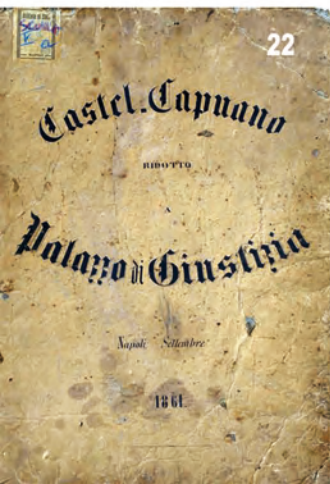 22
Castel-Capuano
RIDOTTO
A
Palazzo di Giustizia
Napoli Settembre
1861